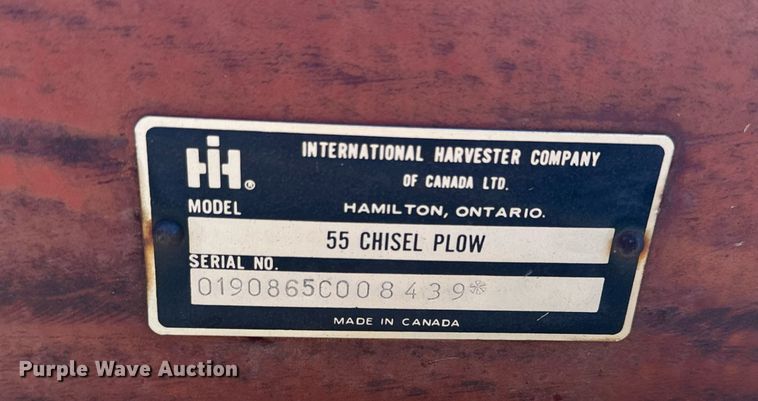 IH®
INTERNATIONAL HARVESTER COMPANY
OF CANADA LTD.
MODEL
HAMILTON, ONTARIO.
55 CHISEL PLOW
SERIAL NO.
0190865C008439*
MADE IN CANADA
Purple Wave Auction